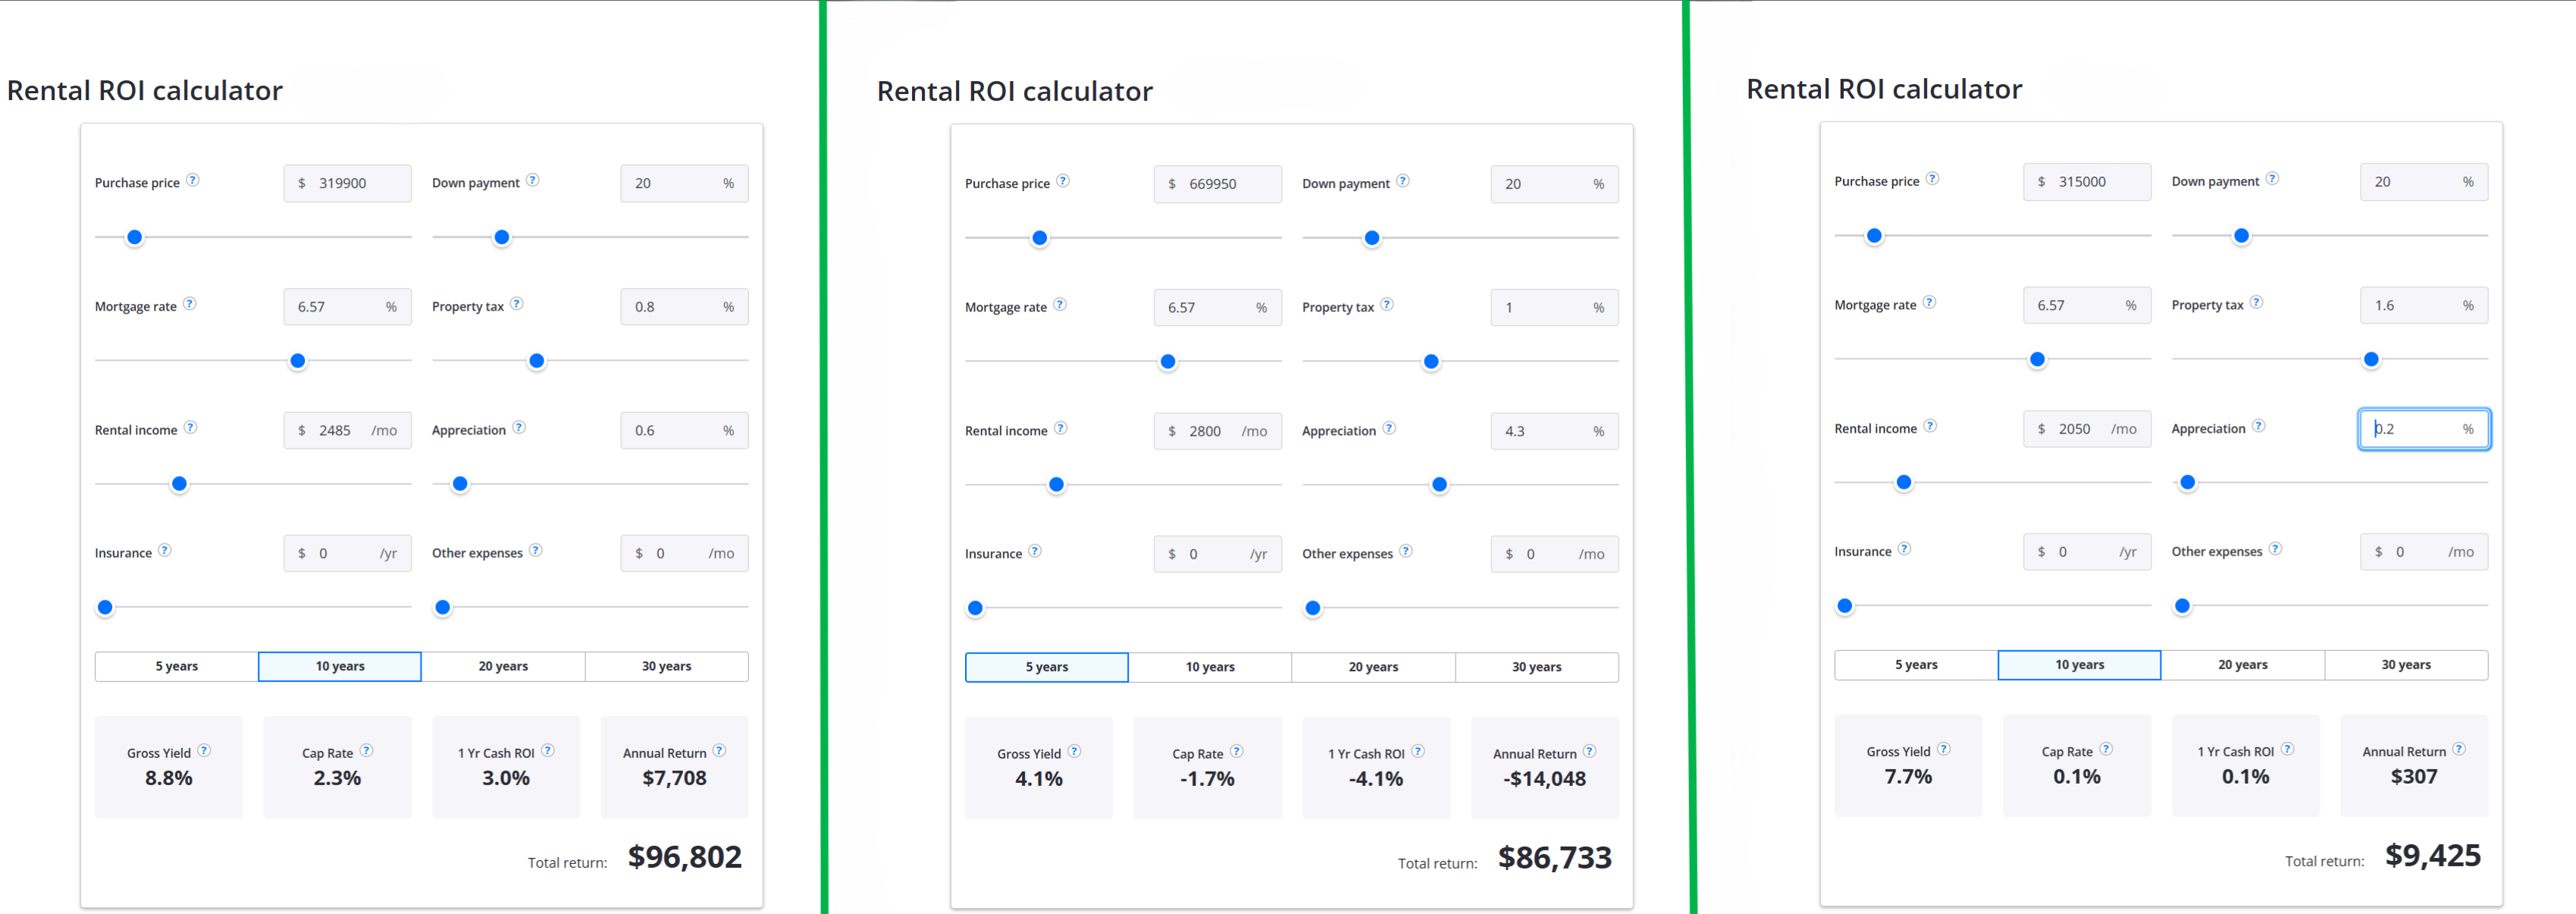 Rental ROI calculator
Purchase price ? $ 319900 Down payment ? 20 %
Mortgage rate ? 6.57 % Property tax ? 0.8 %
Rental income ? $ 2485 /mo Appreciation ? 0.6 %
Insurance ? $ 0 /yr Other expenses ? $ 0 /mo
5 years 10 years 20 years 30 years
Gross Yield ? Cap Rate ? 1 Yr Cash ROI ? Annual Return ?
8.8% 2.3% 3.0% $7,708
Total return: $96,802
Rental ROI calculator
Purchase price ? $ 669950 Down payment ? 20 %
Mortgage rate ? 6.57 % Property tax ? 1 %
Rental income ? $ 2800 /mo Appreciation ? 4.3 %
Insurance ? $ 0 /yr Other expenses ? $ 0 /mo
5 years 10 years 20 years 30 years
Gross Yield ? Cap Rate ? 1 Yr Cash ROI ? Annual Return ?
4.1% -1.7% -4.1% -$14,048
Total return: $86,733
Rental ROI calculator
Purchase price ? $ 315000 Down payment ? 20 %
Mortgage rate ? 6.57 % Property tax ? 1.6 %
Rental income ? $ 2050 /mo Appreciation ? 0.2 %
Insurance ? $ 0 /yr Other expenses ? $ 0 /mo
5 years 10 years 20 years 30 years
Gross Yield ? Cap Rate ? 1 Yr Cash ROI ? Annual Return ?
7.7% 0.1% 0.1% $307
Total return: $9,425